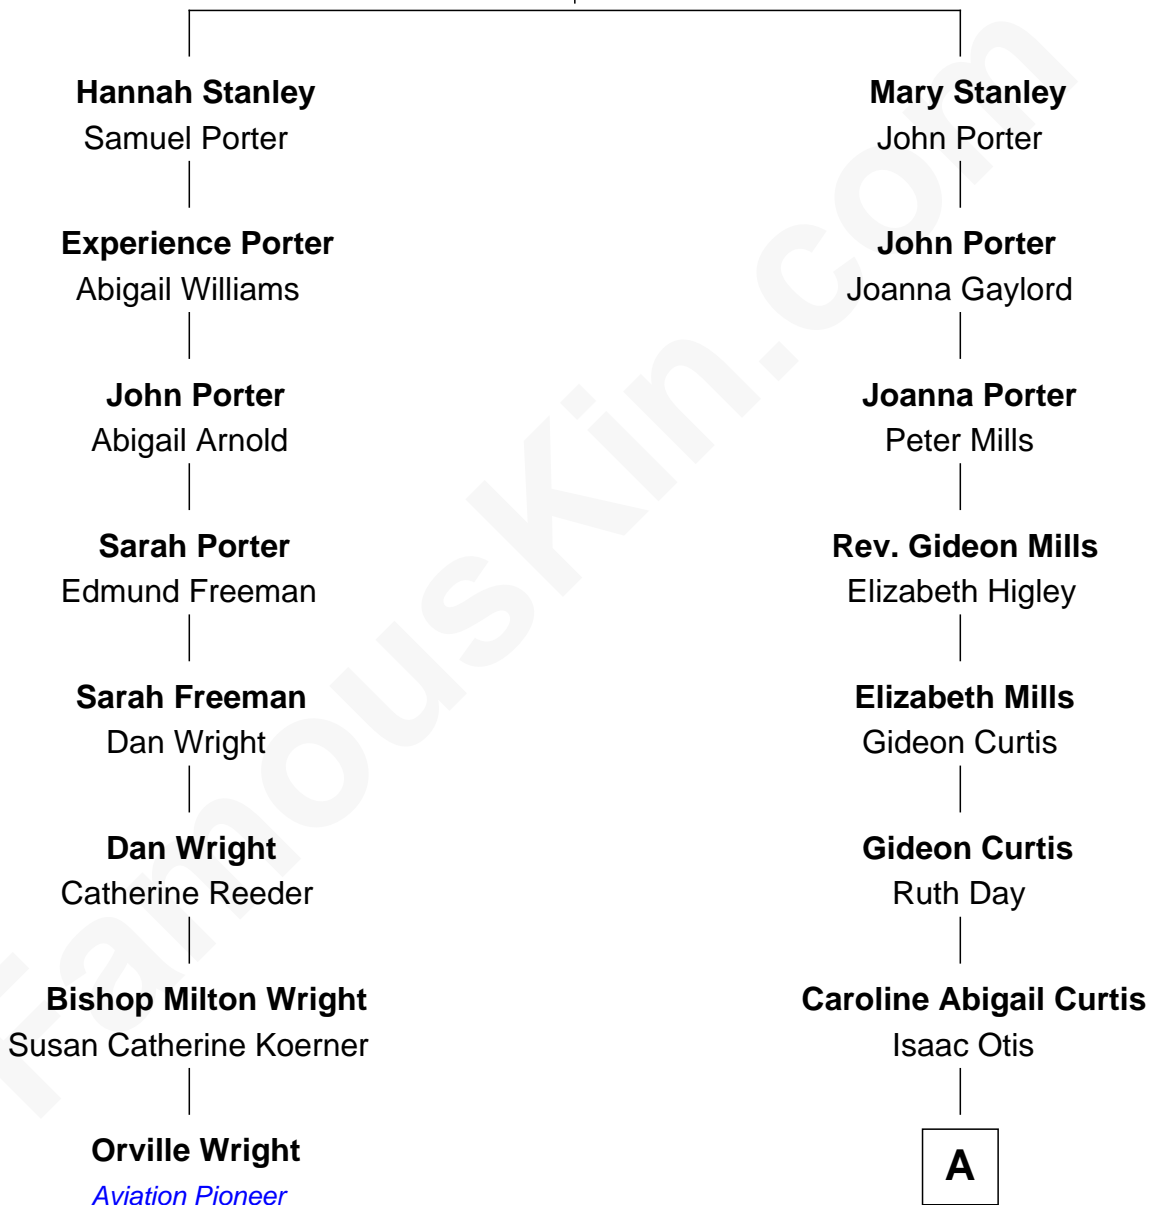 Hannah Stanley
Samuel Porter
Mary Stanley
John Porter
Experience Porter
Abigail Williams
John Porter
Joanna Gaylord
John Porter
Abigail Arnold
Joanna Porter
Peter Mills
Sarah Porter
Edmund Freeman
Rev. Gideon Mills
Elizabeth Higley
Sarah Freeman
Dan Wright
Elizabeth Mills
Gideon Curtis
Dan Wright
Catherine Reeder
Gideon Curtis
Ruth Day
Bishop Milton Wright
Susan Catherine Koerner
Caroline Abigail Curtis
Isaac Otis
Orville Wright
Aviation Pioneer
A
FamousKin.com